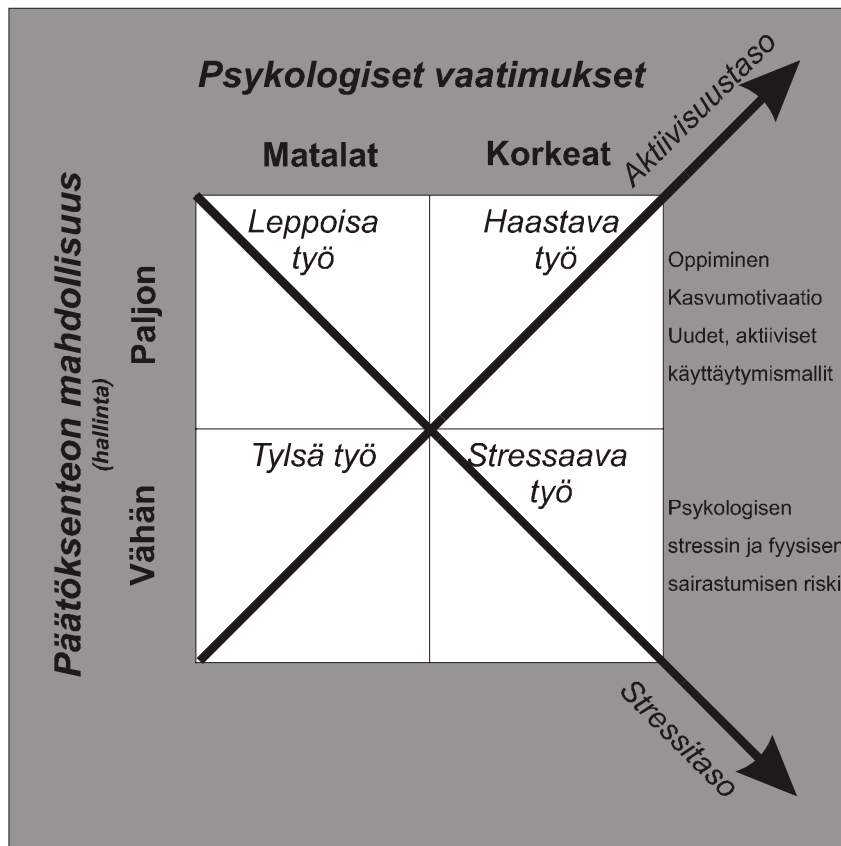 Psykologiset vaatimukset
Matalat
Korkeat
Aktiivisuustaso
Päätöksenteon mahdollisuus
(hallinta)
Paljon
Vähän
Leppoisa
työ
Haastava
työ
Oppiminen
Kasvumotivaatio
Uudet, aktiiviset
käyttäytymismallit
Tylsä työ
Stressaava
työ
Psykologisen
stressin ja fyysisen
sairastumisen riski
Stressitaso